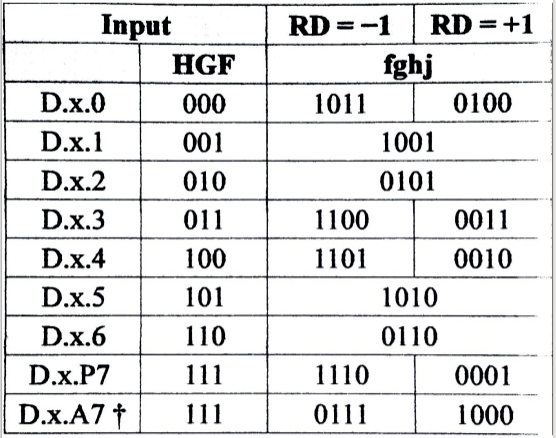 Input RD = −1 RD = +1
HGF fghj
D.x.0 000 1011 0100
D.x.1 001 1001
D.x.2 010 0101
D.x.3 011 1100 0011
D.x.4 100 1101 0010
D.x.5 101 1010
D.x.6 110 0110
D.x.P7 111 1110 0001
D.x.A7 † 111 0111 1000